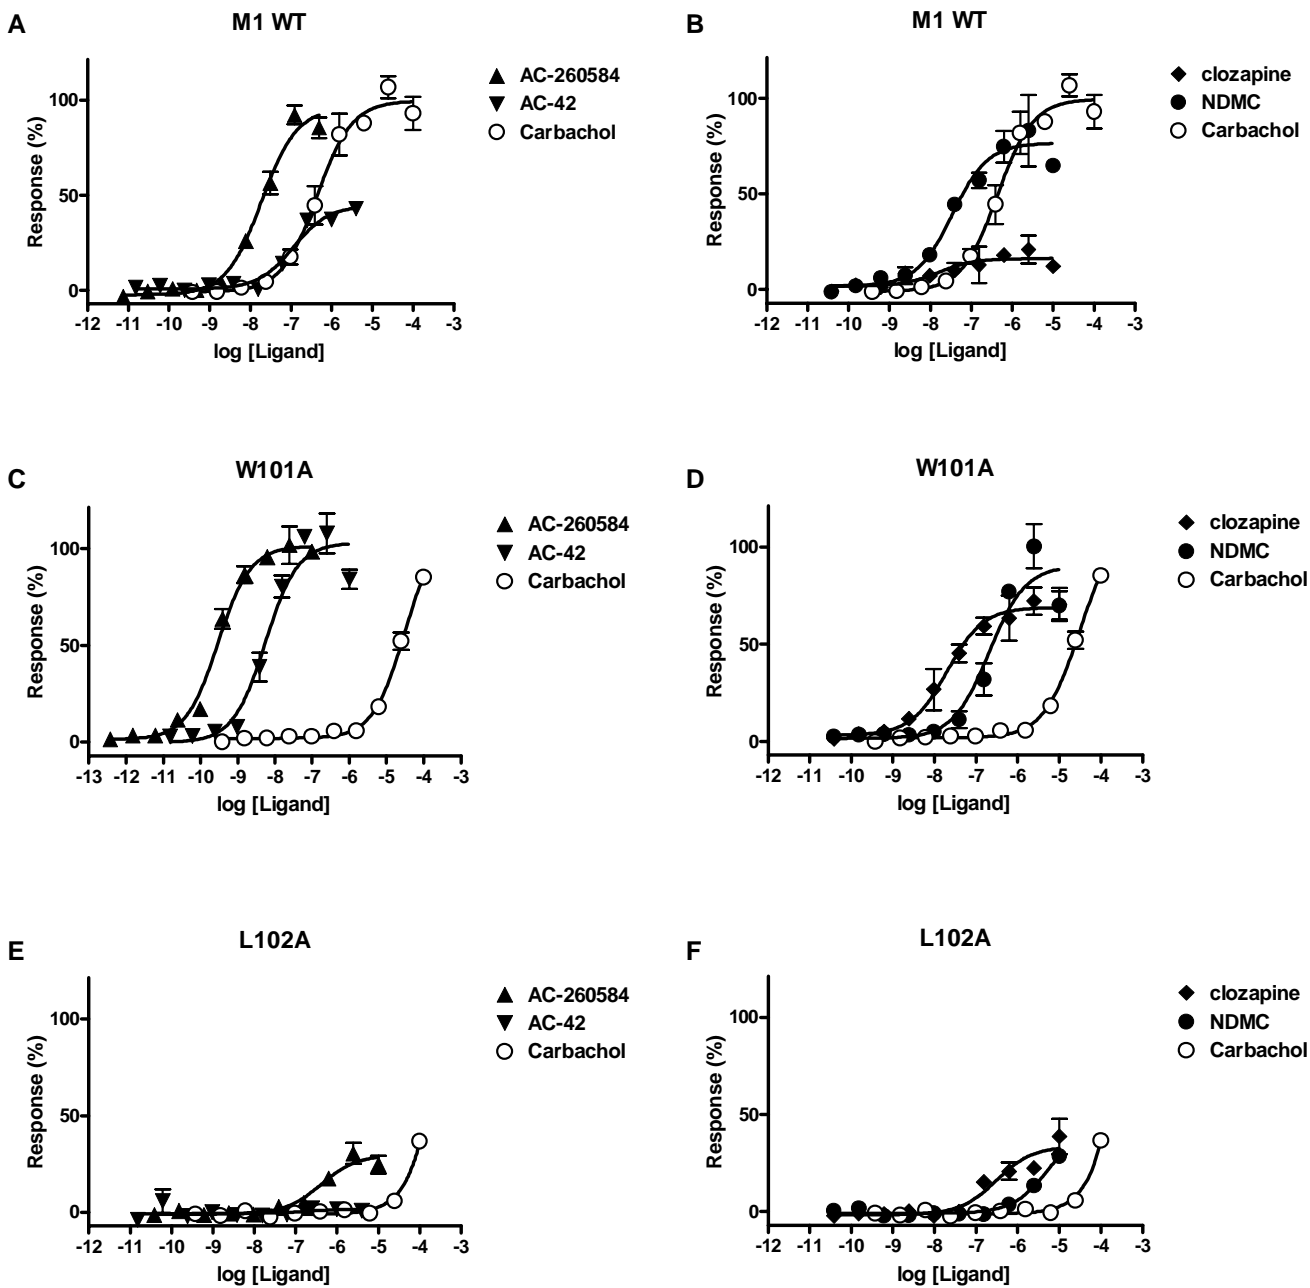 A
M1 WT
Response (%)
100
50
0
-12 -11 -10 -9 -8 -7 -6 -5 -4 -3
log [Ligand]
AC-260584
AC-42
Carbachol
B
M1 WT
Response (%)
100
50
0
-12 -11 -10 -9 -8 -7 -6 -5 -4 -3
log [Ligand]
clozapine
NDMC
Carbachol
C
W101A
Response (%)
100
50
0
-13 -12 -11 -10 -9 -8 -7 -6 -5 -4 -3
log [Ligand]
AC-260584
AC-42
Carbachol
D
W101A
Response (%)
100
50
0
-12 -11 -10 -9 -8 -7 -6 -5 -4 -3
log [Ligand]
clozapine
NDMC
Carbachol
E
L102A
Response (%)
100
50
0
-12 -11 -10 -9 -8 -7 -6 -5 -4 -3
log [Ligand]
AC-260584
AC-42
Carbachol
F
L102A
Response (%)
100
50
0
-12 -11 -10 -9 -8 -7 -6 -5 -4 -3
log [Ligand]
clozapine
NDMC
Carbachol